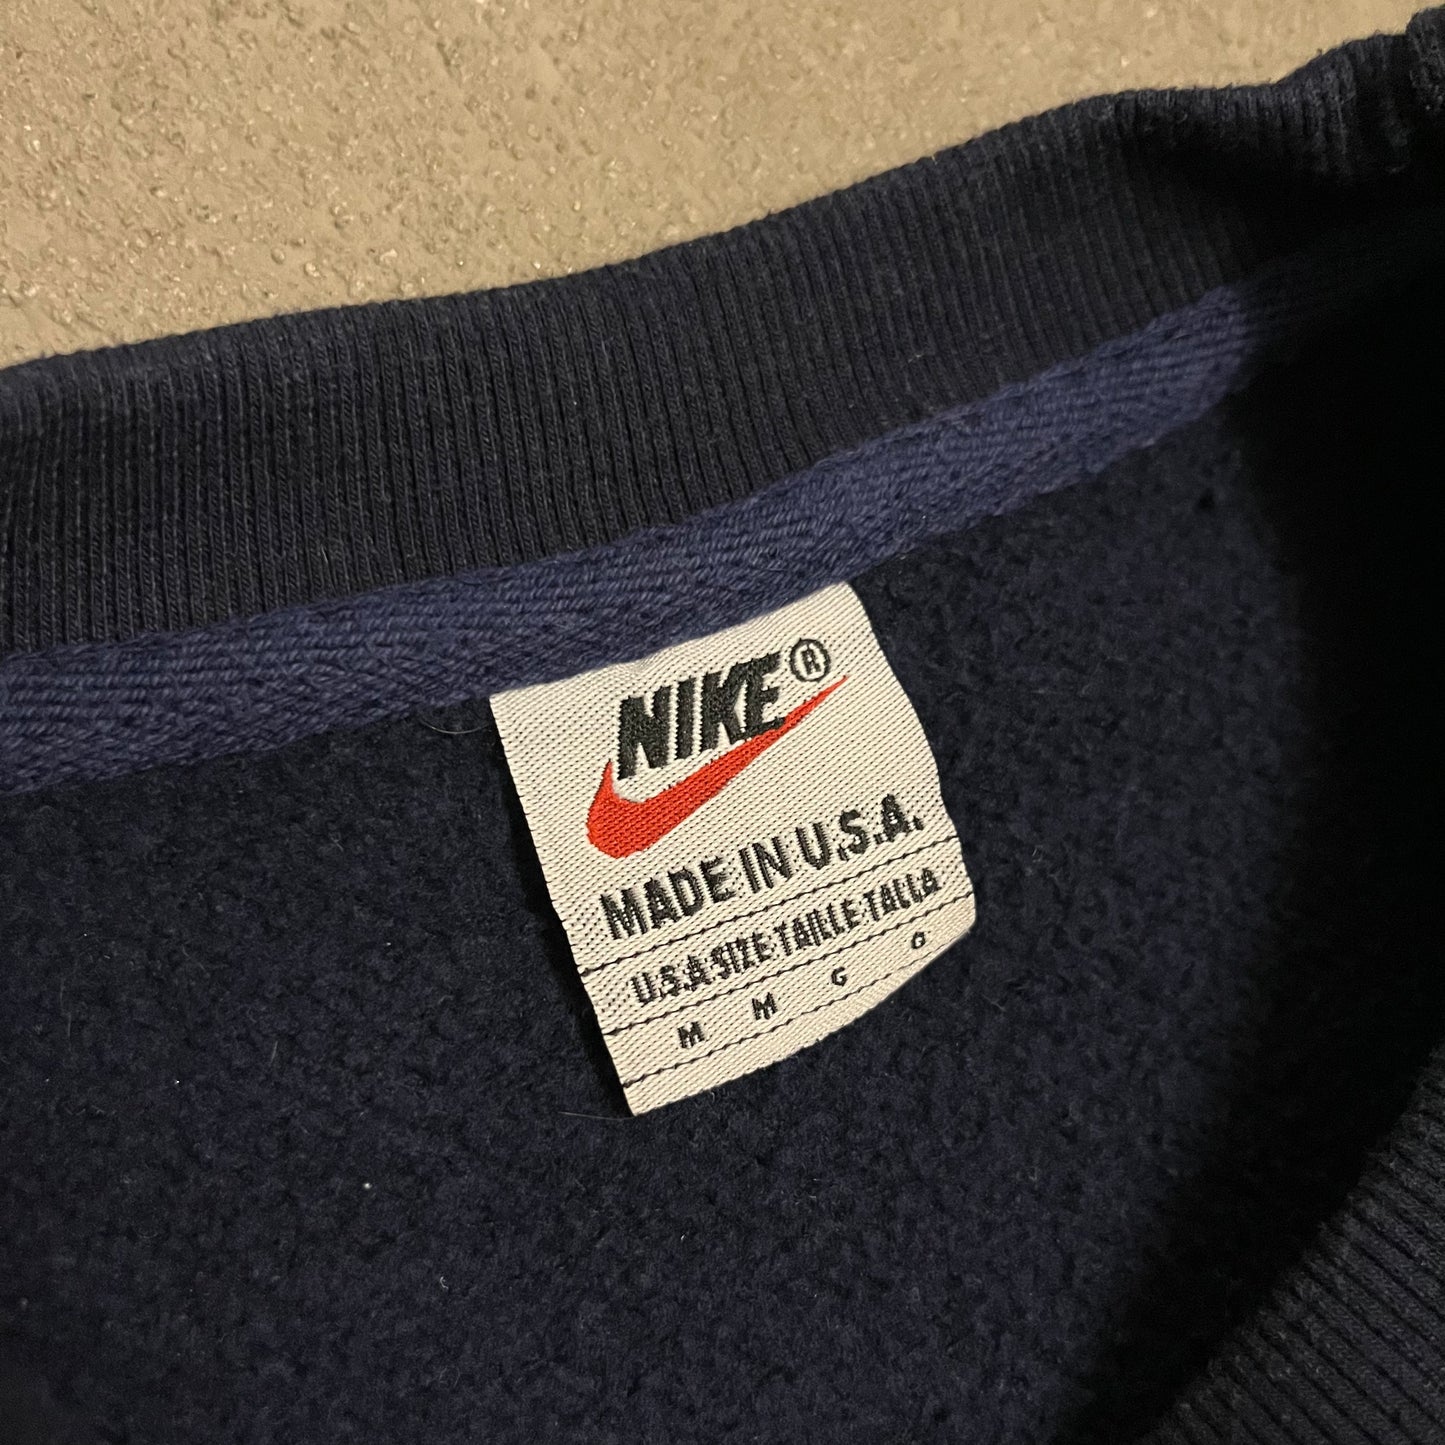 NIKE®
MADE IN U.S.A.
U.S.A SIZE TAILLE TALLA
M M G G